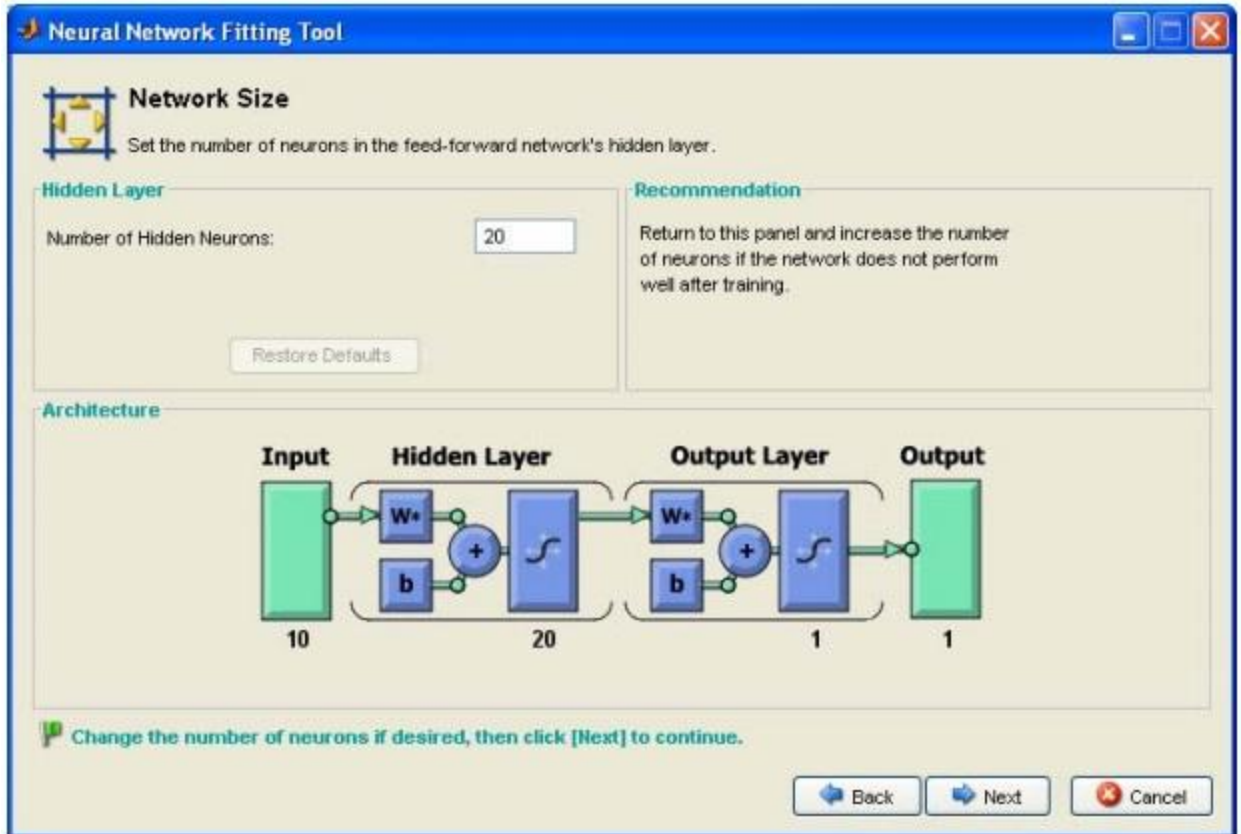 Neural Network Fitting Tool
Network Size
Set the number of neurons in the feed-forward network's hidden layer.
Hidden Layer
Number of Hidden Neurons:
20
Restore Defaults
Recommendation
Return to this panel and increase the number
of neurons if the network does not perform
well after training.
Architecture
Input Hidden Layer Output Layer Output
W* W*
+ +
b b
10 20 1 1
Change the number of neurons if desired, then click [Next] to continue.
Back Next Cancel